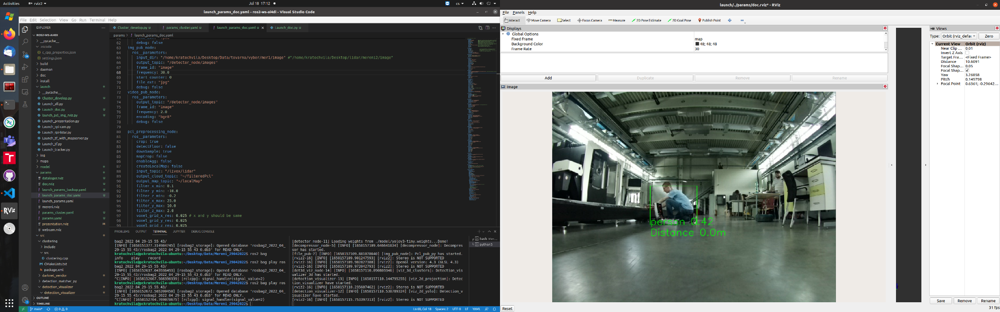 Activities
rviz2
Jul 18 17:12
cs
launch_params_doc.yaml - ros2-ws-ai4di - Visual Studio Code
File Edit Selection View Go Run Terminal Help
EXPLORER
ROS2-WS-AI4DI
__pycache__
.vscode
c_cpp_properties.json
settings.json
build
daemon
doc
install
launch
__pycache__
Cluster_develop.py U
Launch_all.py
Launch_doc.py U
launch_pcl_img_rviz.py U
Launch_prezentation.py
Launch_rpi-cam.py
Launch_rpi-lidar.py
Launch_tf_with_mapserver.py
Launch_tf.py
Launch_tracker.py
log
maps
model
params
dataloger.rviz U
doc.rviz U
launch_params_backup.yaml U
launch_params_doc.yaml U
launch_params.yaml
mereni.rviz
params_cluster.yaml U
params.yaml U
prezentation.rviz M
webcam.rviz
src
clustering
include
src
clustering.cpp
CMakeLists.txt
package.xml
darknet_vendor
detection_matcher_py
detection_visualizer
detection_visualizer
OUTLINE
TIMELINE
Cluster_develop.py U
params_cluster.yaml U
launch_params_doc.yaml U
Launch_doc.py U
params > launch_params_doc.yaml
62 debug: false
63 img_pub_node:
64 ros__parameters:
65 input_dir: "/home/kratochvila/Desktop/Data/tovarna/vyber/mer1/image" #"/home/kratochvila/Desktop/lidar/mereni2/image"
66 output_topic: "/detector_node/images"
67 frame_id: "image"
68 frequency: 30.0
69 start_counter: 0
70 file_ext: "jpg"
71 debug: false
72 video_pub_node:
73 ros__parameters:
74 output_topic: "/detector_node/images"
75 frame_id: "image"
76 frequency: 2.0
77 encoding: "bgr8"
78 debug: false
79
80 pcl_preprocessing_node:
81 ros__parameters:
82 crop: true
83 detectFloor: false
84 downSample: true
85 mapCrop: false
86 enableAgg: false
87 createLocalMap: false
88 input_topic: "/livox/lidar"
89 output_cloud_topic: "~/filteredPcl"
90 output_map_topic: "~/localMap"
91 filter_x_min: 0.1
92 filter_y_min: -10.0
93 filter_z_min: -0.2
94 filter_x_max: 25.0
95 filter_y_max: 10.0
96 filter_z_max: 2.0
97 voxel_grid_x_res: 0.025 # x and y should be same
98 voxel_grid_y_res: 0.025
99 voxel_grid_z_res: 0.025
PROBLEMS OUTPUT TERMINAL JUPYTER DEBUG CONSOLE
bag2_2022_04_29-15_55_43/
[INFO] [1658151377.314984745] [rosbag2_storage]: Opened database 'rosbag2_2022_04_
29-15_55_43//rosbag2_2022_04_29-15_55_43_0.db3' for READ_ONLY.
kratochvila@pckratochvila-ubuntu:~/Desktop/Data/Mereni_29042022$ ros2 bag
info play record
kratochvila@pckratochvila-ubuntu:~/Desktop/Data/Mereni_29042022$ ros2 bag play ros
bag2_2022_04_29-15_55_43/
[INFO] [1658152637.043936493] [rosbag2_storage]: Opened database 'rosbag2_2022_04_
29-15_55_43//rosbag2_2022_04_29-15_55_43_0.db3' for READ_ONLY.
^C[INFO] [1658152667.508390339] [rclcpp]: signal_handler(signal_value=2)
kratochvila@pckratochvila-ubuntu:~/Desktop/Data/Mereni_29042022$ ros2 bag play ros
bag2_2022_04_29-15_55_43/
[INFO] [1658152672.565200450] [rosbag2_storage]: Opened database 'rosbag2_2022_04_
29-15_55_43//rosbag2_2022_04_29-15_55_43_0.db3' for READ_ONLY.
^C[INFO] [1658152704.769078675] [rclcpp]: signal_handler(signal_value=2)
kratochvila@pckratochvila-ubuntu:~/Desktop/Data/Mereni_29042022$
[detector_node-11] Loading weights from ./model/yolov3-tiny.weights...Done!
[decompressor_node-5] [INFO] [1658157109.646641834] [decompressor_node]: Decompres
sor has started.
[file_pub-7] [INFO] [1658157109.881078640] [img_pub_node]: Pcl_pub_py has started.
[rviz2-16] [INFO] [1658157109.901247593] [rviz2]: Stereo is NOT SUPPORTED
[rviz2-16] [INFO] [1658157109.902827388] [rviz2]: OpenGl version: 4.3 (GLSL 4.3)
[rviz2-16] [INFO] [1658157109.972042793] [rviz2]: Stereo is NOT SUPPORTED
[det3d_viz_node-14] [INFO] [1658157110.090869346] [viz_3d_clusters]: Detection_vis
ualizer_3d has started.
[detection_visualizer-13] [INFO] [1658157110.144795255] [viz_2d_projection]: Detec
tion_visualizer have started.
[rviz2-16] [INFO] [1658157110.235607462] [rviz2]: Stereo is NOT SUPPORTED
[detection_visualizer-12] [INFO] [1658157110.538789324] [viz_2d_yolo]: Detection_v
isualizer have started.
[rviz2-16] [INFO] [1658157115.753397313] [rviz2]: Stereo is NOT SUPPORTED
bash Mer...
python3
main*
0 0
Ln 68, Col 18 Spaces: 2 UTF-8 LF YAML
launch/../params/doc.rviz* - RViz
File Panels Help
Interact Move Camera Select Focus Camera Measure 2D Pose Estimate 2D Goal Pose Publish Point
Displays
Global Options
Fixed Frame map
Background Color 48; 48; 48
Frame Rate 30
Add Duplicate Remove Rename
Image
person 0.42
Distance 0.0m
Reset
Views
Type: Orbit (rviz_defau Zero
Current View Orbit (rviz)
Near Clip ... 0.01
Invert Z Axis
Target Fra... <Fixed Frame>
Distance 10.6091
Focal Shap... 0.05
Focal Shap...
Yaw 3.26858
Pitch 0.149798
Focal Point 0.6361; -0.29642...
Save Remove Rename
31 fps
RViz